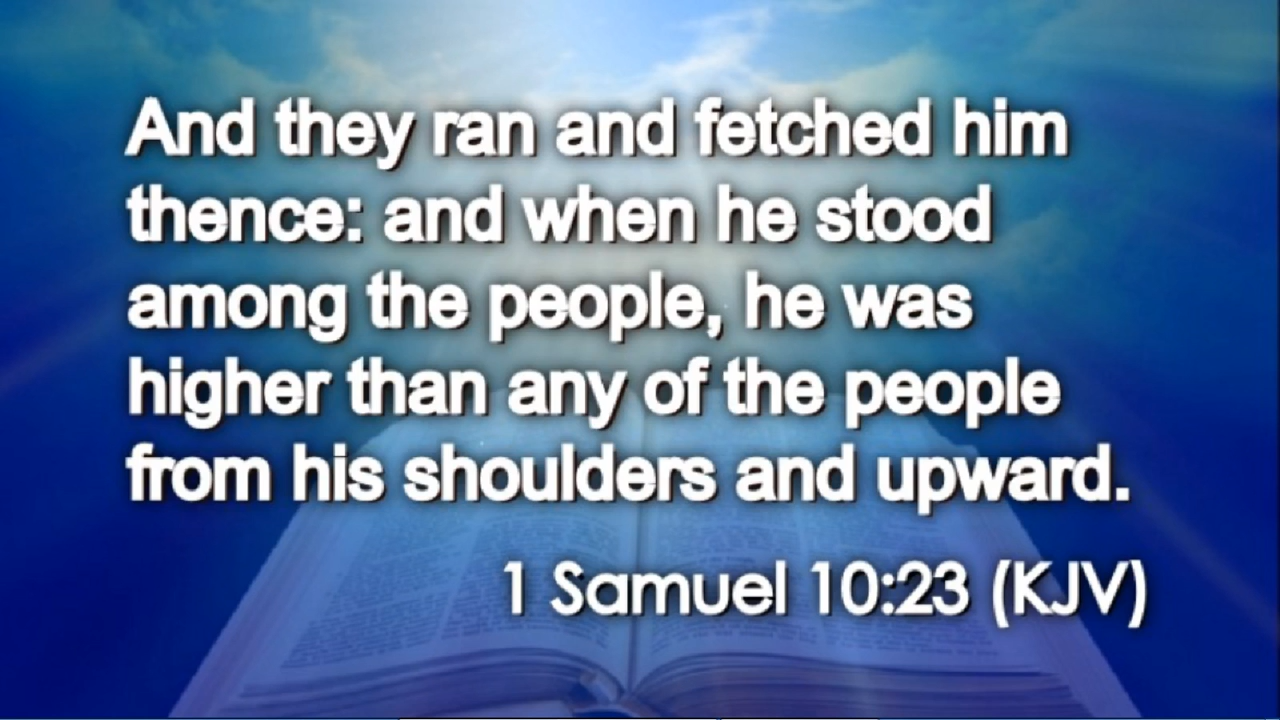 And they ran and fetched him
thence: and when he stood
among the people, he was
higher than any of the people
from his shoulders and upward.
1 Samuel 10:23 (KJV)